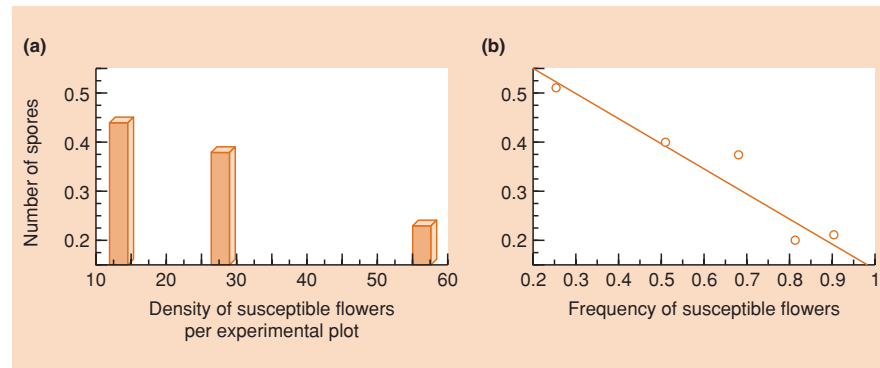 (a)
Number of spores
0.5
0.4
0.3
0.2
10 20 30 40 50 60
Density of susceptible flowers
per experimental plot
(b)
0.5
0.4
0.3
0.2
0.2 0.3 0.4 0.5 0.6 0.7 0.8 0.9 1
Frequency of susceptible flowers